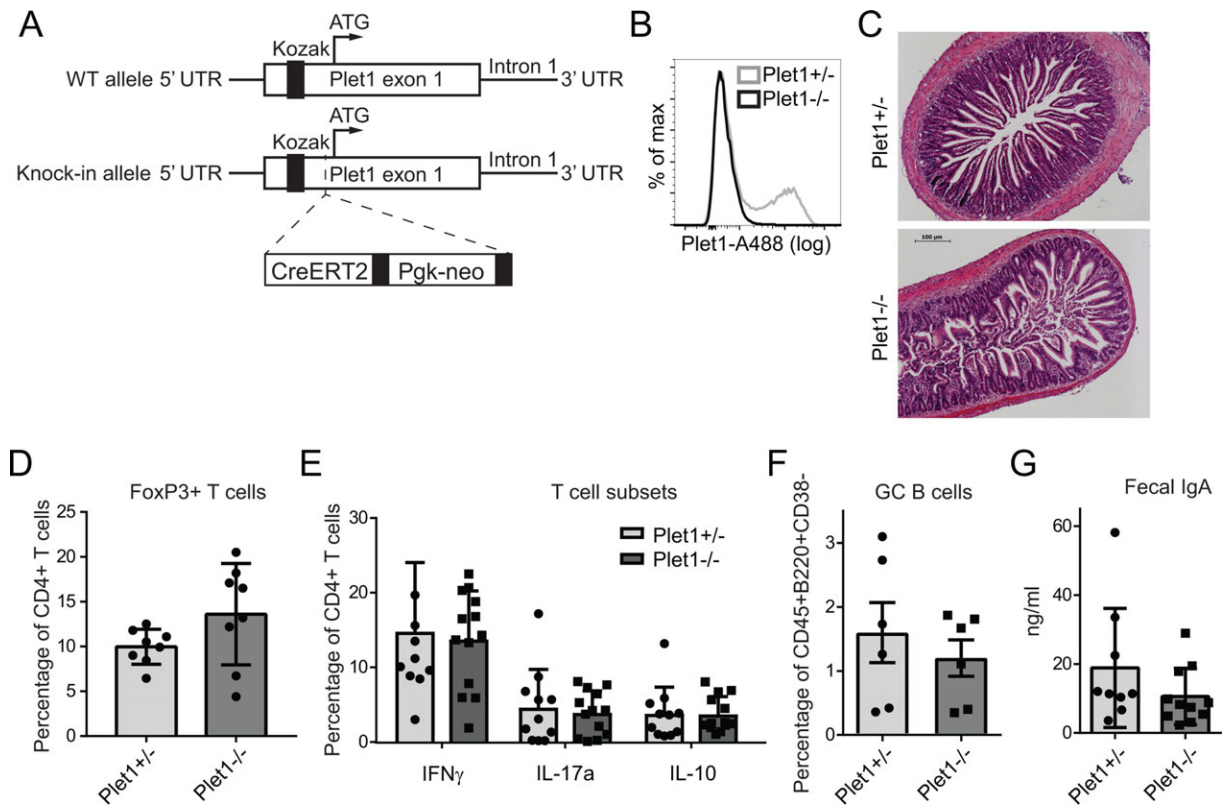 A
ATG
Kozak
WT allele 5' UTR
Plet1 exon 1
Intron 1
3' UTR
ATG
Kozak
Knock-in allele 5' UTR
Plet1 exon 1
Intron 1
3' UTR
CreERT2
Pgk-neo
B
Plet1+/-
Plet1-/-
% of max
Plet1-A488 (log)
C
Plet1+/-
100 µm
Plet1-/-
D
FoxP3+ T cells
Percentage of CD4+ T cells
25
20
15
10
5
0
Plet1+/-
Plet1-/-
E
T cell subsets
Percentage of CD4+ T cells
30
20
10
0
Plet1+/-
Plet1-/-
IFNγ
IL-17a
IL-10
F
GC B cells
Percentage of CD45+B220+CD38-
3
2
1
0
Plet1+/-
Plet1-/-
G
Fecal IgA
ng/ml
60
40
20
0
Plet1+/-
Plet1-/-